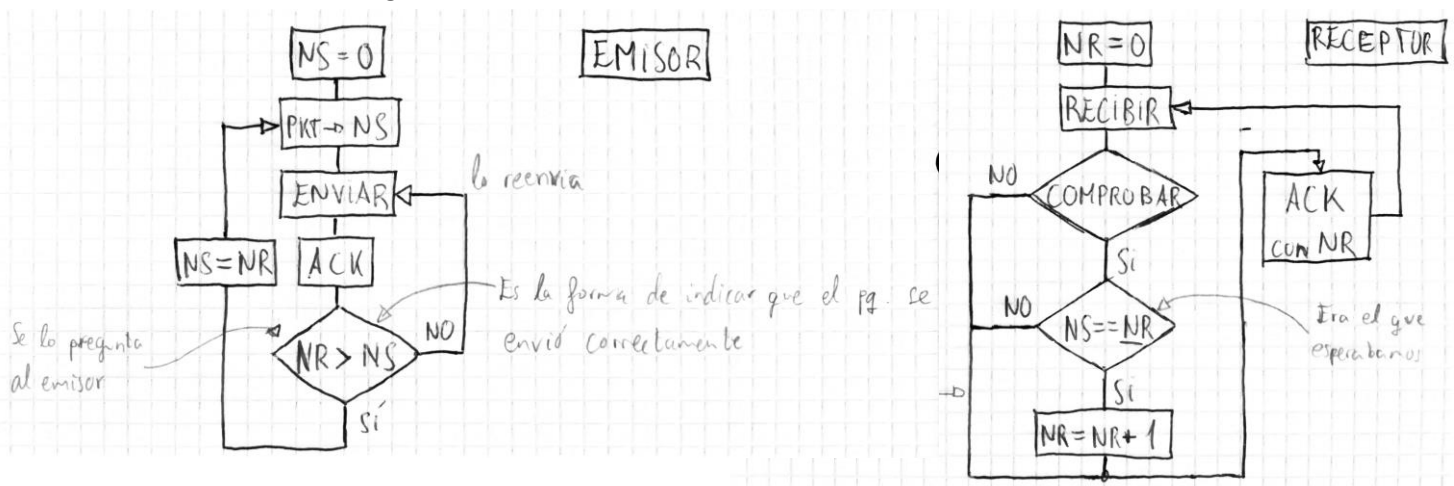 NS = 0
EMISOR
PKT → NS
ENVIAR
lo reenvia
NS = NR
ACK
Es la forma de indicar que el pq. se
envió correctamente
Se lo pregunta
al emisor
NR > NS
NO
Sí
NR = 0
RECEPTOR
RECIBIR
NO
COMPROBAR
ACK
con NR
Si
NO
NS == NR
Era el que
esperabamos
Si
NR = NR + 1